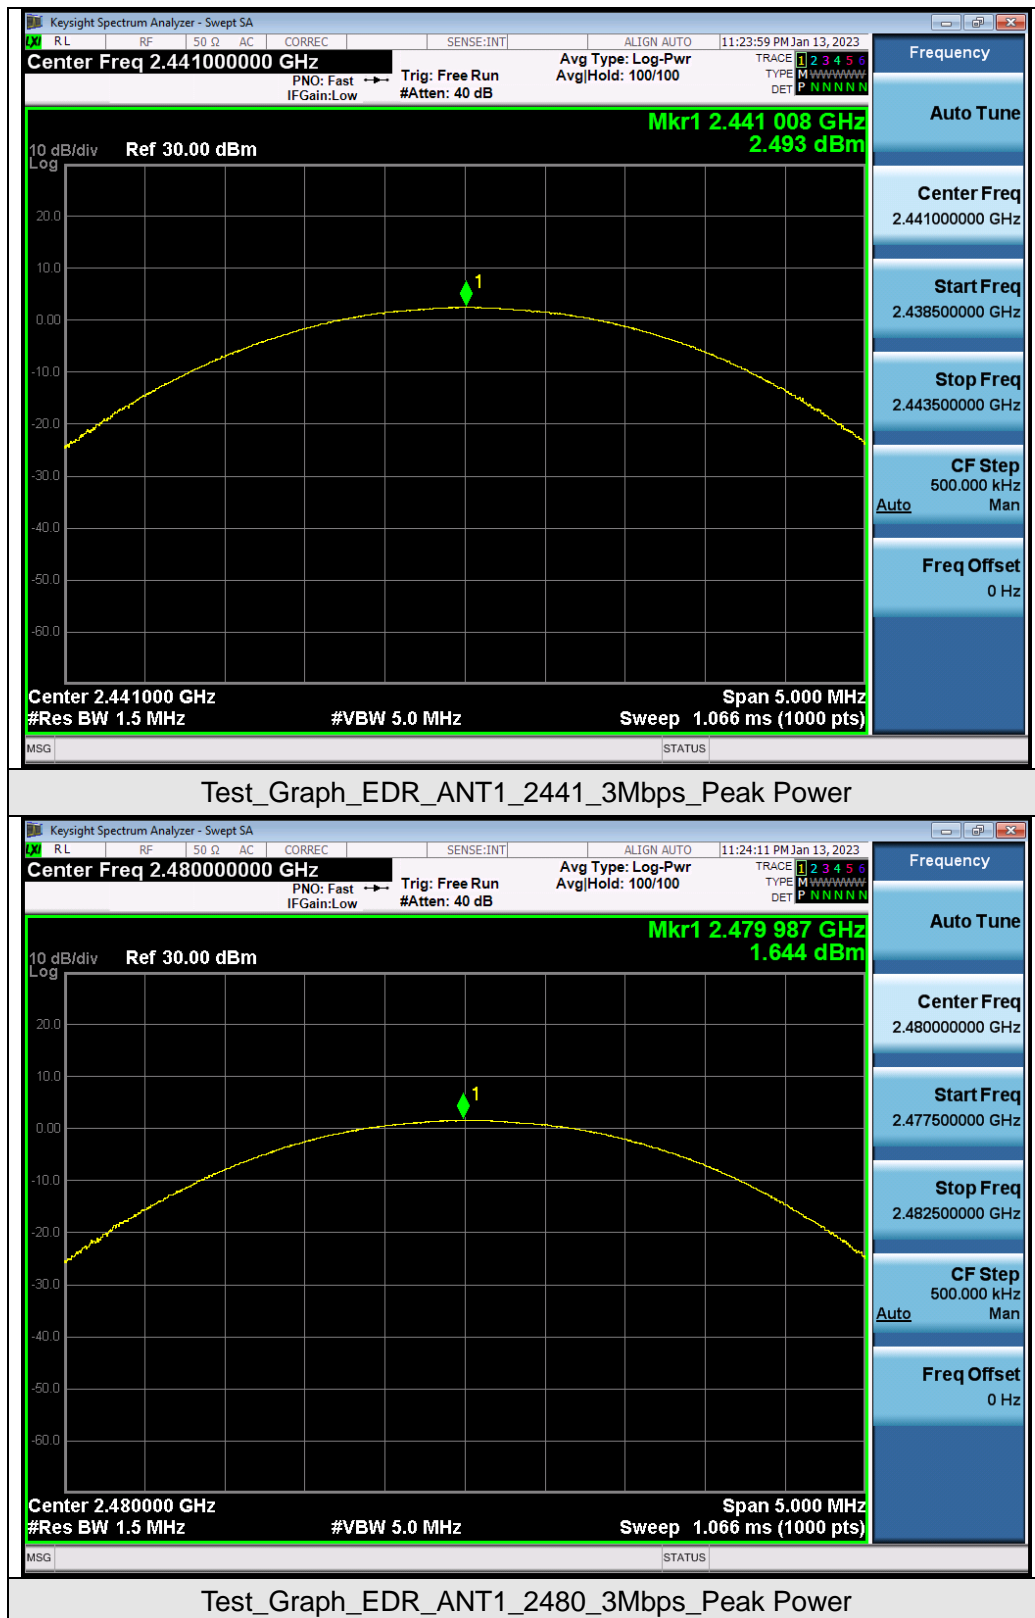 Keysight Spectrum Analyzer - Swept SA
LXI RL RF 50 Ω AC CORREC SENSE:INT ALIGN AUTO 11:23:59 PM Jan 13, 2023
Center Freq 2.441000000 GHz
PNO: Fast
IFGain:Low
Trig: Free Run
#Atten: 40 dB
Avg Type: Log-Pwr
Avg|Hold: 100/100
TRACE 1 2 3 4 5 6
TYPE M WWWWW
DET P N N N N N
Mkr1 2.441 008 GHz
2.493 dBm
10 dB/div Ref 30.00 dBm
Log
20.0
10.0
0.00
-10.0
-20.0
-30.0
-40.0
-50.0
-60.0
1
Center 2.441000 GHz Span 5.000 MHz
#Res BW 1.5 MHz #VBW 5.0 MHz Sweep 1.066 ms (1000 pts)
MSG STATUS
Frequency
Auto Tune
Center Freq
2.441000000 GHz
Start Freq
2.438500000 GHz
Stop Freq
2.443500000 GHz
CF Step
500.000 kHz
Auto Man
Freq Offset
0 Hz
Test_Graph_EDR_ANT1_2441_3Mbps_Peak Power
Keysight Spectrum Analyzer - Swept SA
LXI RL RF 50 Ω AC CORREC SENSE:INT ALIGN AUTO 11:24:11 PM Jan 13, 2023
Center Freq 2.480000000 GHz
PNO: Fast
IFGain:Low
Trig: Free Run
#Atten: 40 dB
Avg Type: Log-Pwr
Avg|Hold: 100/100
TRACE 1 2 3 4 5 6
TYPE M WWWWW
DET P N N N N N
Mkr1 2.479 987 GHz
1.644 dBm
10 dB/div Ref 30.00 dBm
Log
20.0
10.0
0.00
-10.0
-20.0
-30.0
-40.0
-50.0
-60.0
1
Center 2.480000 GHz Span 5.000 MHz
#Res BW 1.5 MHz #VBW 5.0 MHz Sweep 1.066 ms (1000 pts)
MSG STATUS
Frequency
Auto Tune
Center Freq
2.480000000 GHz
Start Freq
2.477500000 GHz
Stop Freq
2.482500000 GHz
CF Step
500.000 kHz
Auto Man
Freq Offset
0 Hz
Test_Graph_EDR_ANT1_2480_3Mbps_Peak Power